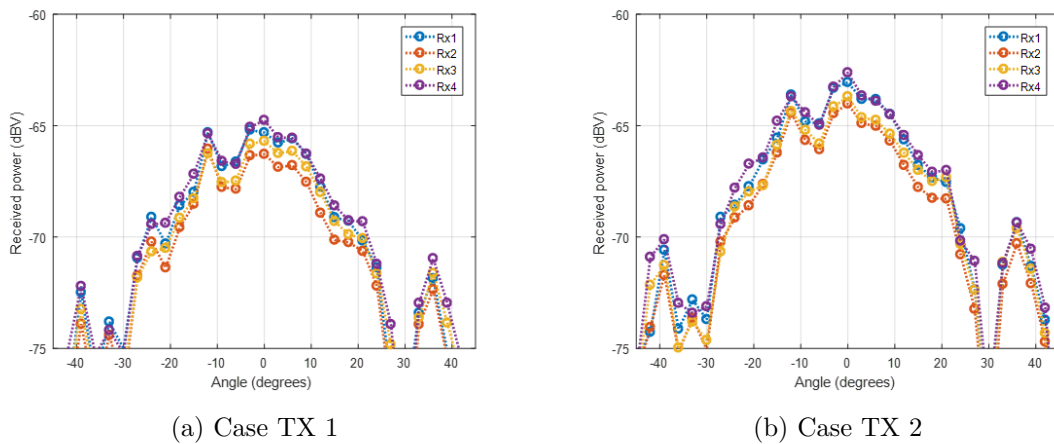 -60
-65
-70
-75
Received power (dBV)
-40 -30 -20 -10 0 10 20 30 40
Angle (degrees)
Rx1
Rx2
Rx3
Rx4
(a) Case TX 1
-60
-65
-70
-75
Received power (dBV)
-40 -30 -20 -10 0 10 20 30 40
Angle (degrees)
Rx1
Rx2
Rx3
Rx4
(b) Case TX 2